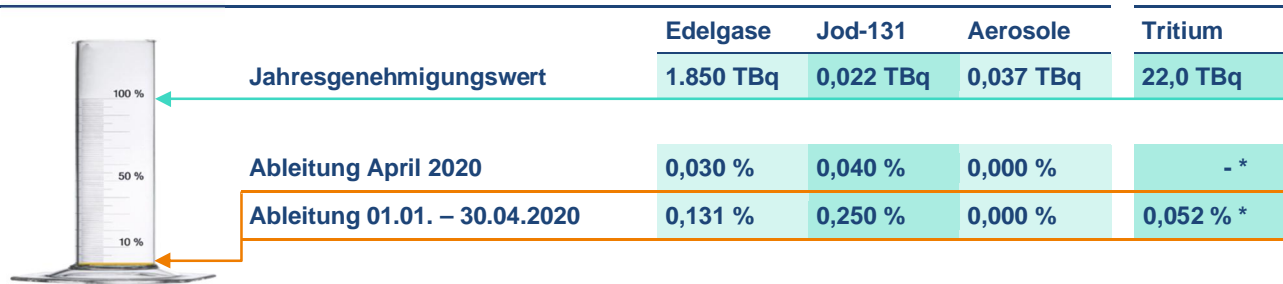 Edelgase Jod-131 Aerosole Tritium
Jahresgenehmigungswert 1.850 TBq 0,022 TBq 0,037 TBq 22,0 TBq
100 %
Ableitung April 2020 0,030 % 0,040 % 0,000 % - *
50 %
Ableitung 01.01. – 30.04.2020 0,131 % 0,250 % 0,000 % 0,052 % *
10 %